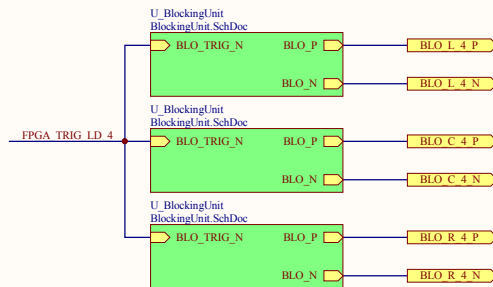 U_BlockingUnit
BlockingUnit.SchDoc
BLO_TRIG_N BLO_P BLO_L_4_P
BLO_N BLO_L_4_N
U_BlockingUnit
BlockingUnit.SchDoc
FPGA_TRIG_LD_4 BLO_TRIG_N BLO_P BLO_C_4_P
BLO_N BLO_C_4_N
U_BlockingUnit
BlockingUnit.SchDoc
BLO_TRIG_N BLO_P BLO_R_4_P
BLO_N BLO_R_4_N